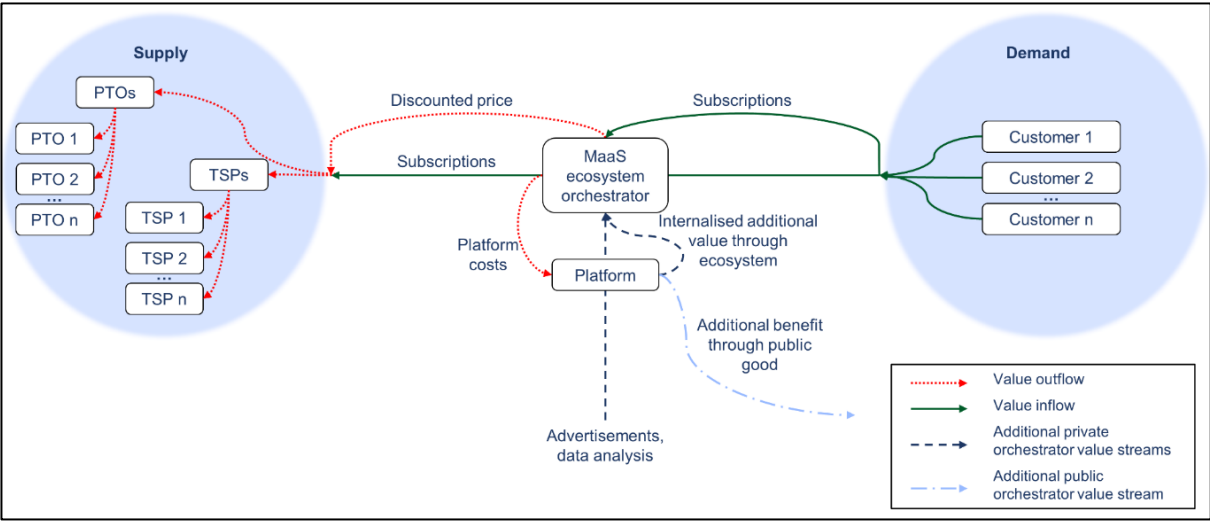 Supply
PTOs
PTO 1
PTO 2
...
PTO n
TSPs
TSP 1
TSP 2
...
TSP n
Discounted price
Subscriptions
Subscriptions
MaaS
ecosystem
orchestrator
Platform
costs
Platform
Internalised additional
value through
ecosystem
Additional benefit
through public
good
Advertisements,
data analysis
Demand
Customer 1
Customer 2
...
Customer n
Value outflow
Value inflow
Additional private
orchestrator value streams
Additional public
orchestrator value stream